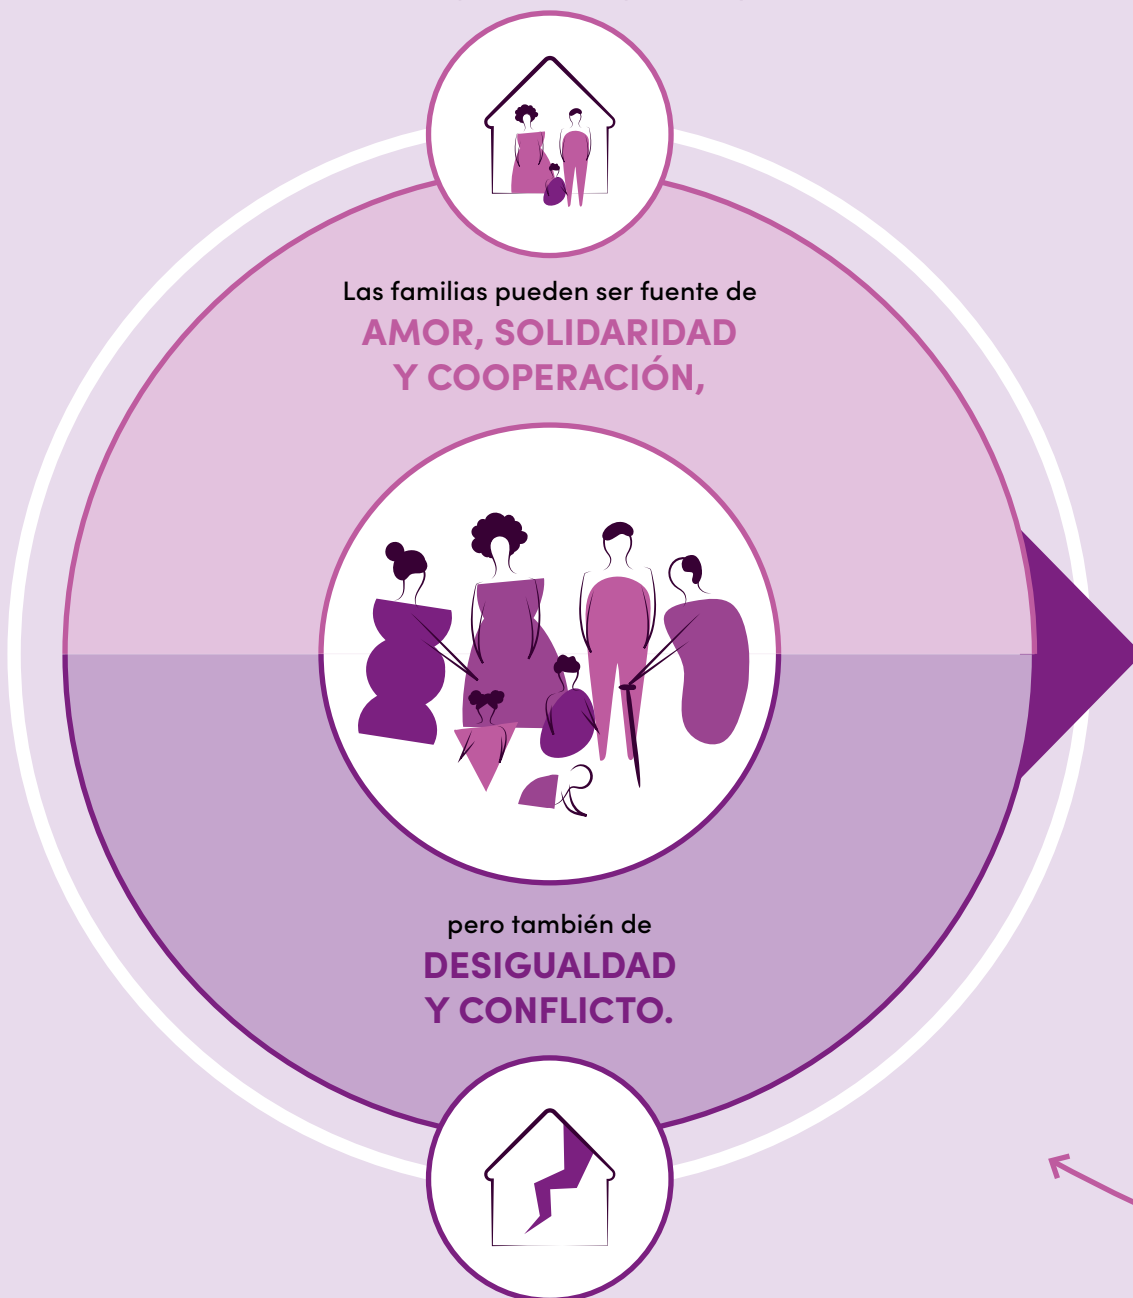 Las familias pueden ser fuente de
AMOR, SOLIDARIDAD
Y COOPERACIÓN,
pero también de
DESIGUALDAD
Y CONFLICTO.